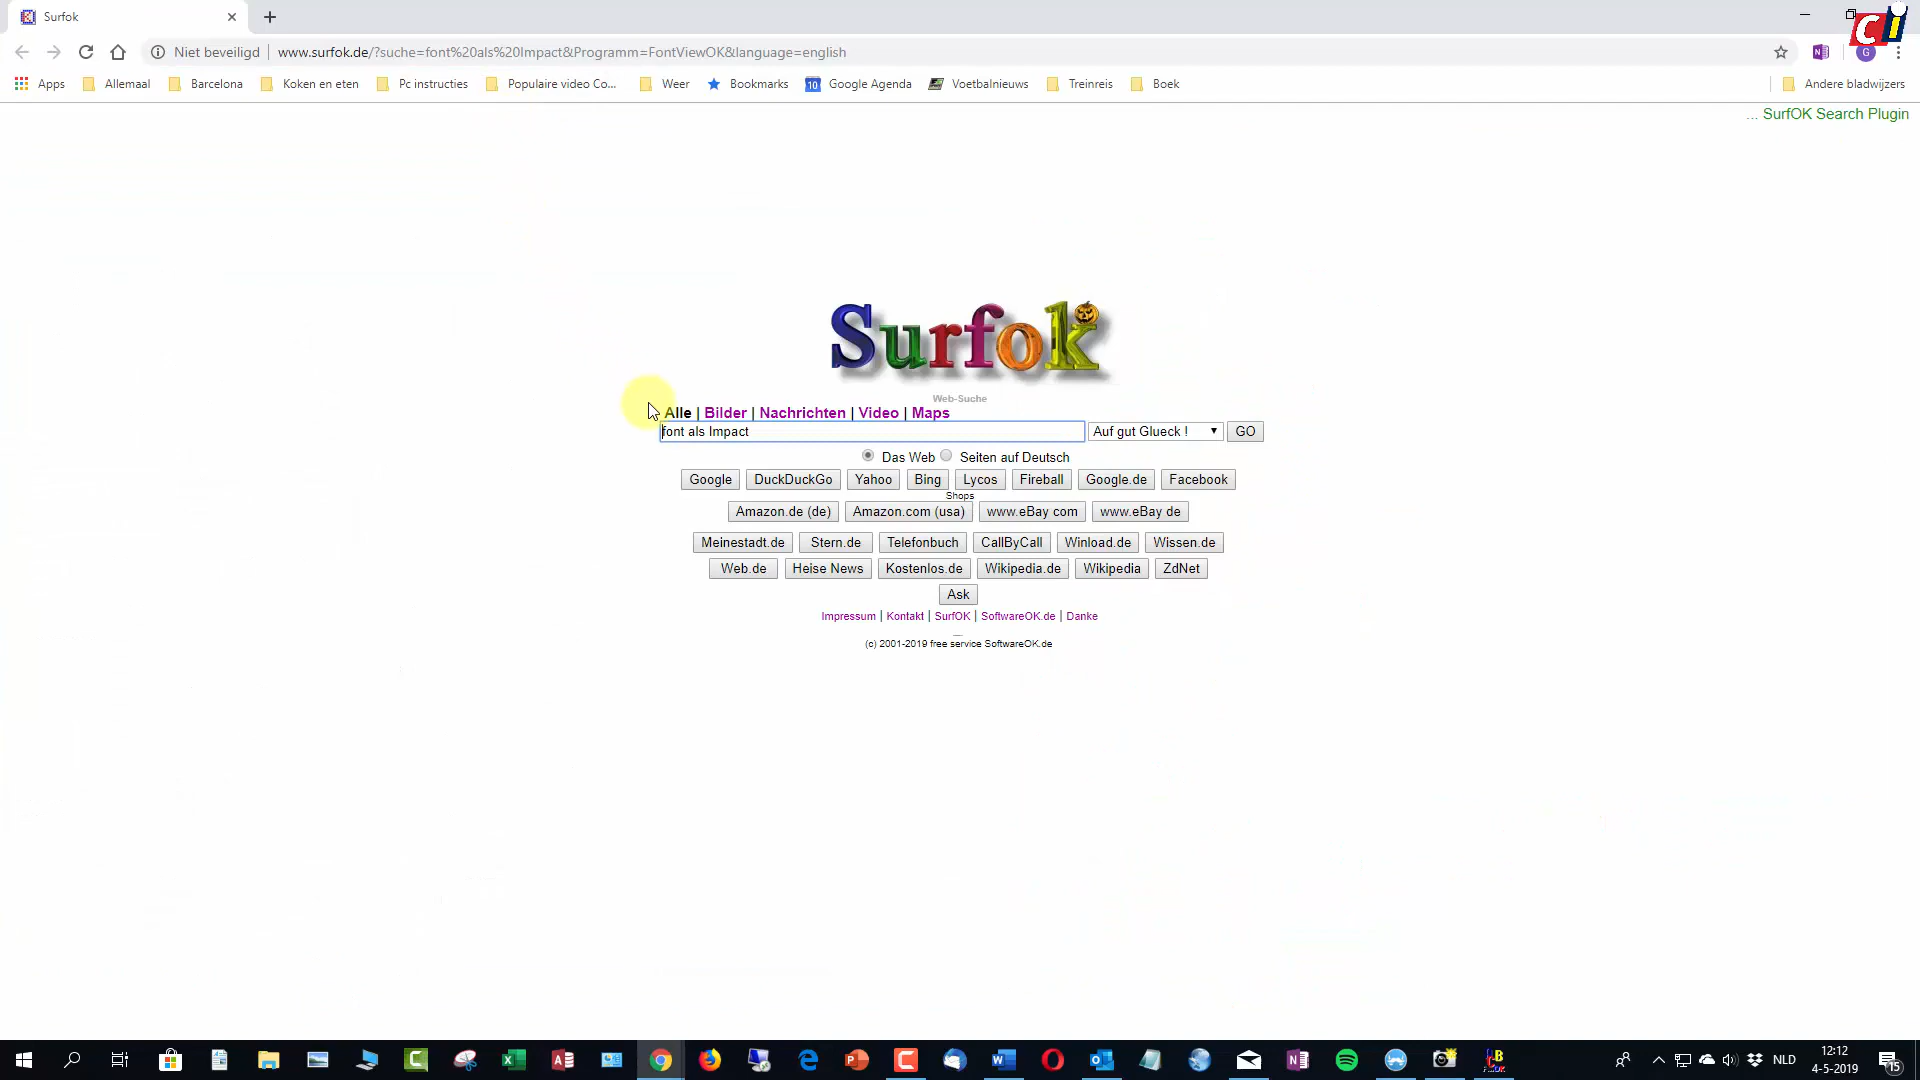 Surfok
Niet beveiligd www.surfok.de/?suche=font%20als%20Impact&Programm=FontViewOK&language=english
Apps Allemaal Barcelona Koken en eten Pc instructies Populaire video Co... Weer Bookmarks 10 Google Agenda Voetbalnieuws Treinreis Boek Andere bladwijzers
... SurfOK Search Plugin
Surfok
Web-Suche
Alle | Bilder | Nachrichten | Video | Maps
font als Impact Auf gut Glueck ! GO
Das Web Seiten auf Deutsch
Google DuckDuckGo Yahoo Bing Lycos Fireball Google.de Facebook
Shops
Amazon.de (de) Amazon.com (usa) www.eBay com www.eBay de
Meinestadt.de Stern.de Telefonbuch CallByCall Winload.de Wissen.de
Web.de Heise News Kostenlos.de Wikipedia.de Wikipedia ZdNet
Ask
Impressum | Kontakt | SurfOK | SoftwareOK.de | Danke
(c) 2001-2019 free service SoftwareOK.de
NLD 12:12
4-5-2019 15